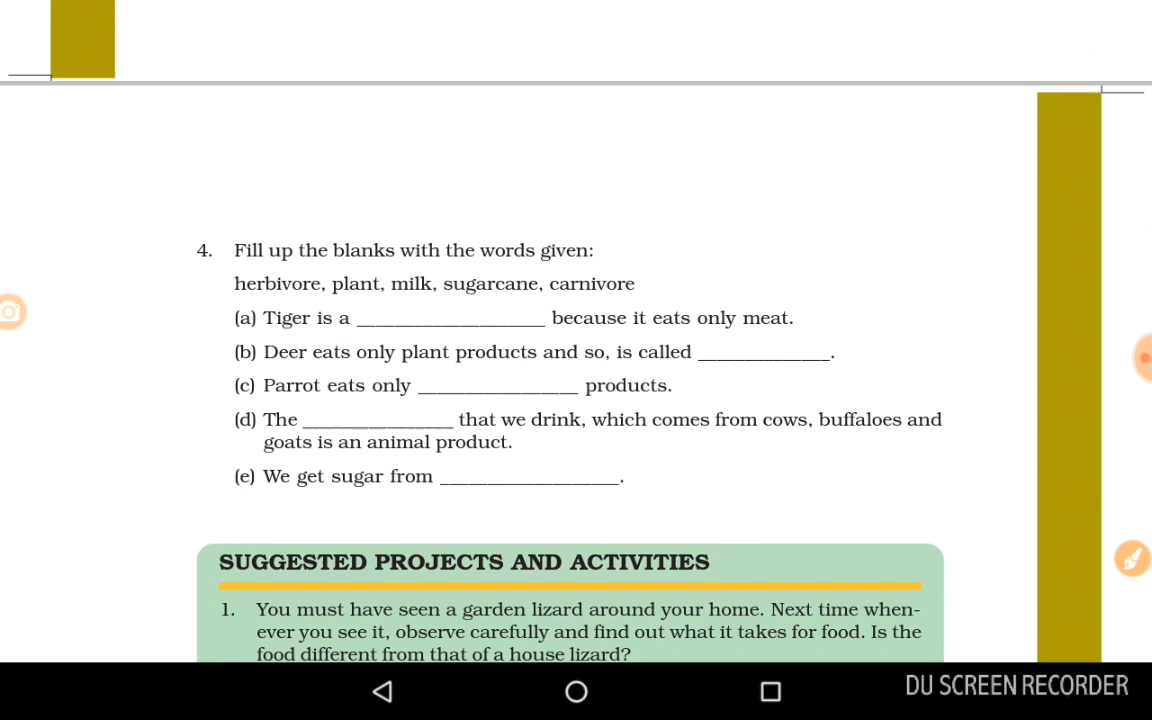 4. Fill up the blanks with the words given:
herbivore, plant, milk, sugarcane, carnivore
(a) Tiger is a ____________________ because it eats only meat.
(b) Deer eats only plant products and so, is called ______________.
(c) Parrot eats only _________________ products.
(d) The ________________ that we drink, which comes from cows, buffaloes and
goats is an animal product.
(e) We get sugar from ___________________.
SUGGESTED PROJECTS AND ACTIVITIES
1. You must have seen a garden lizard around your home. Next time when-
ever you see it, observe carefully and find out what it takes for food. Is the
food different from that of a house lizard?
DU SCREEN RECORDER